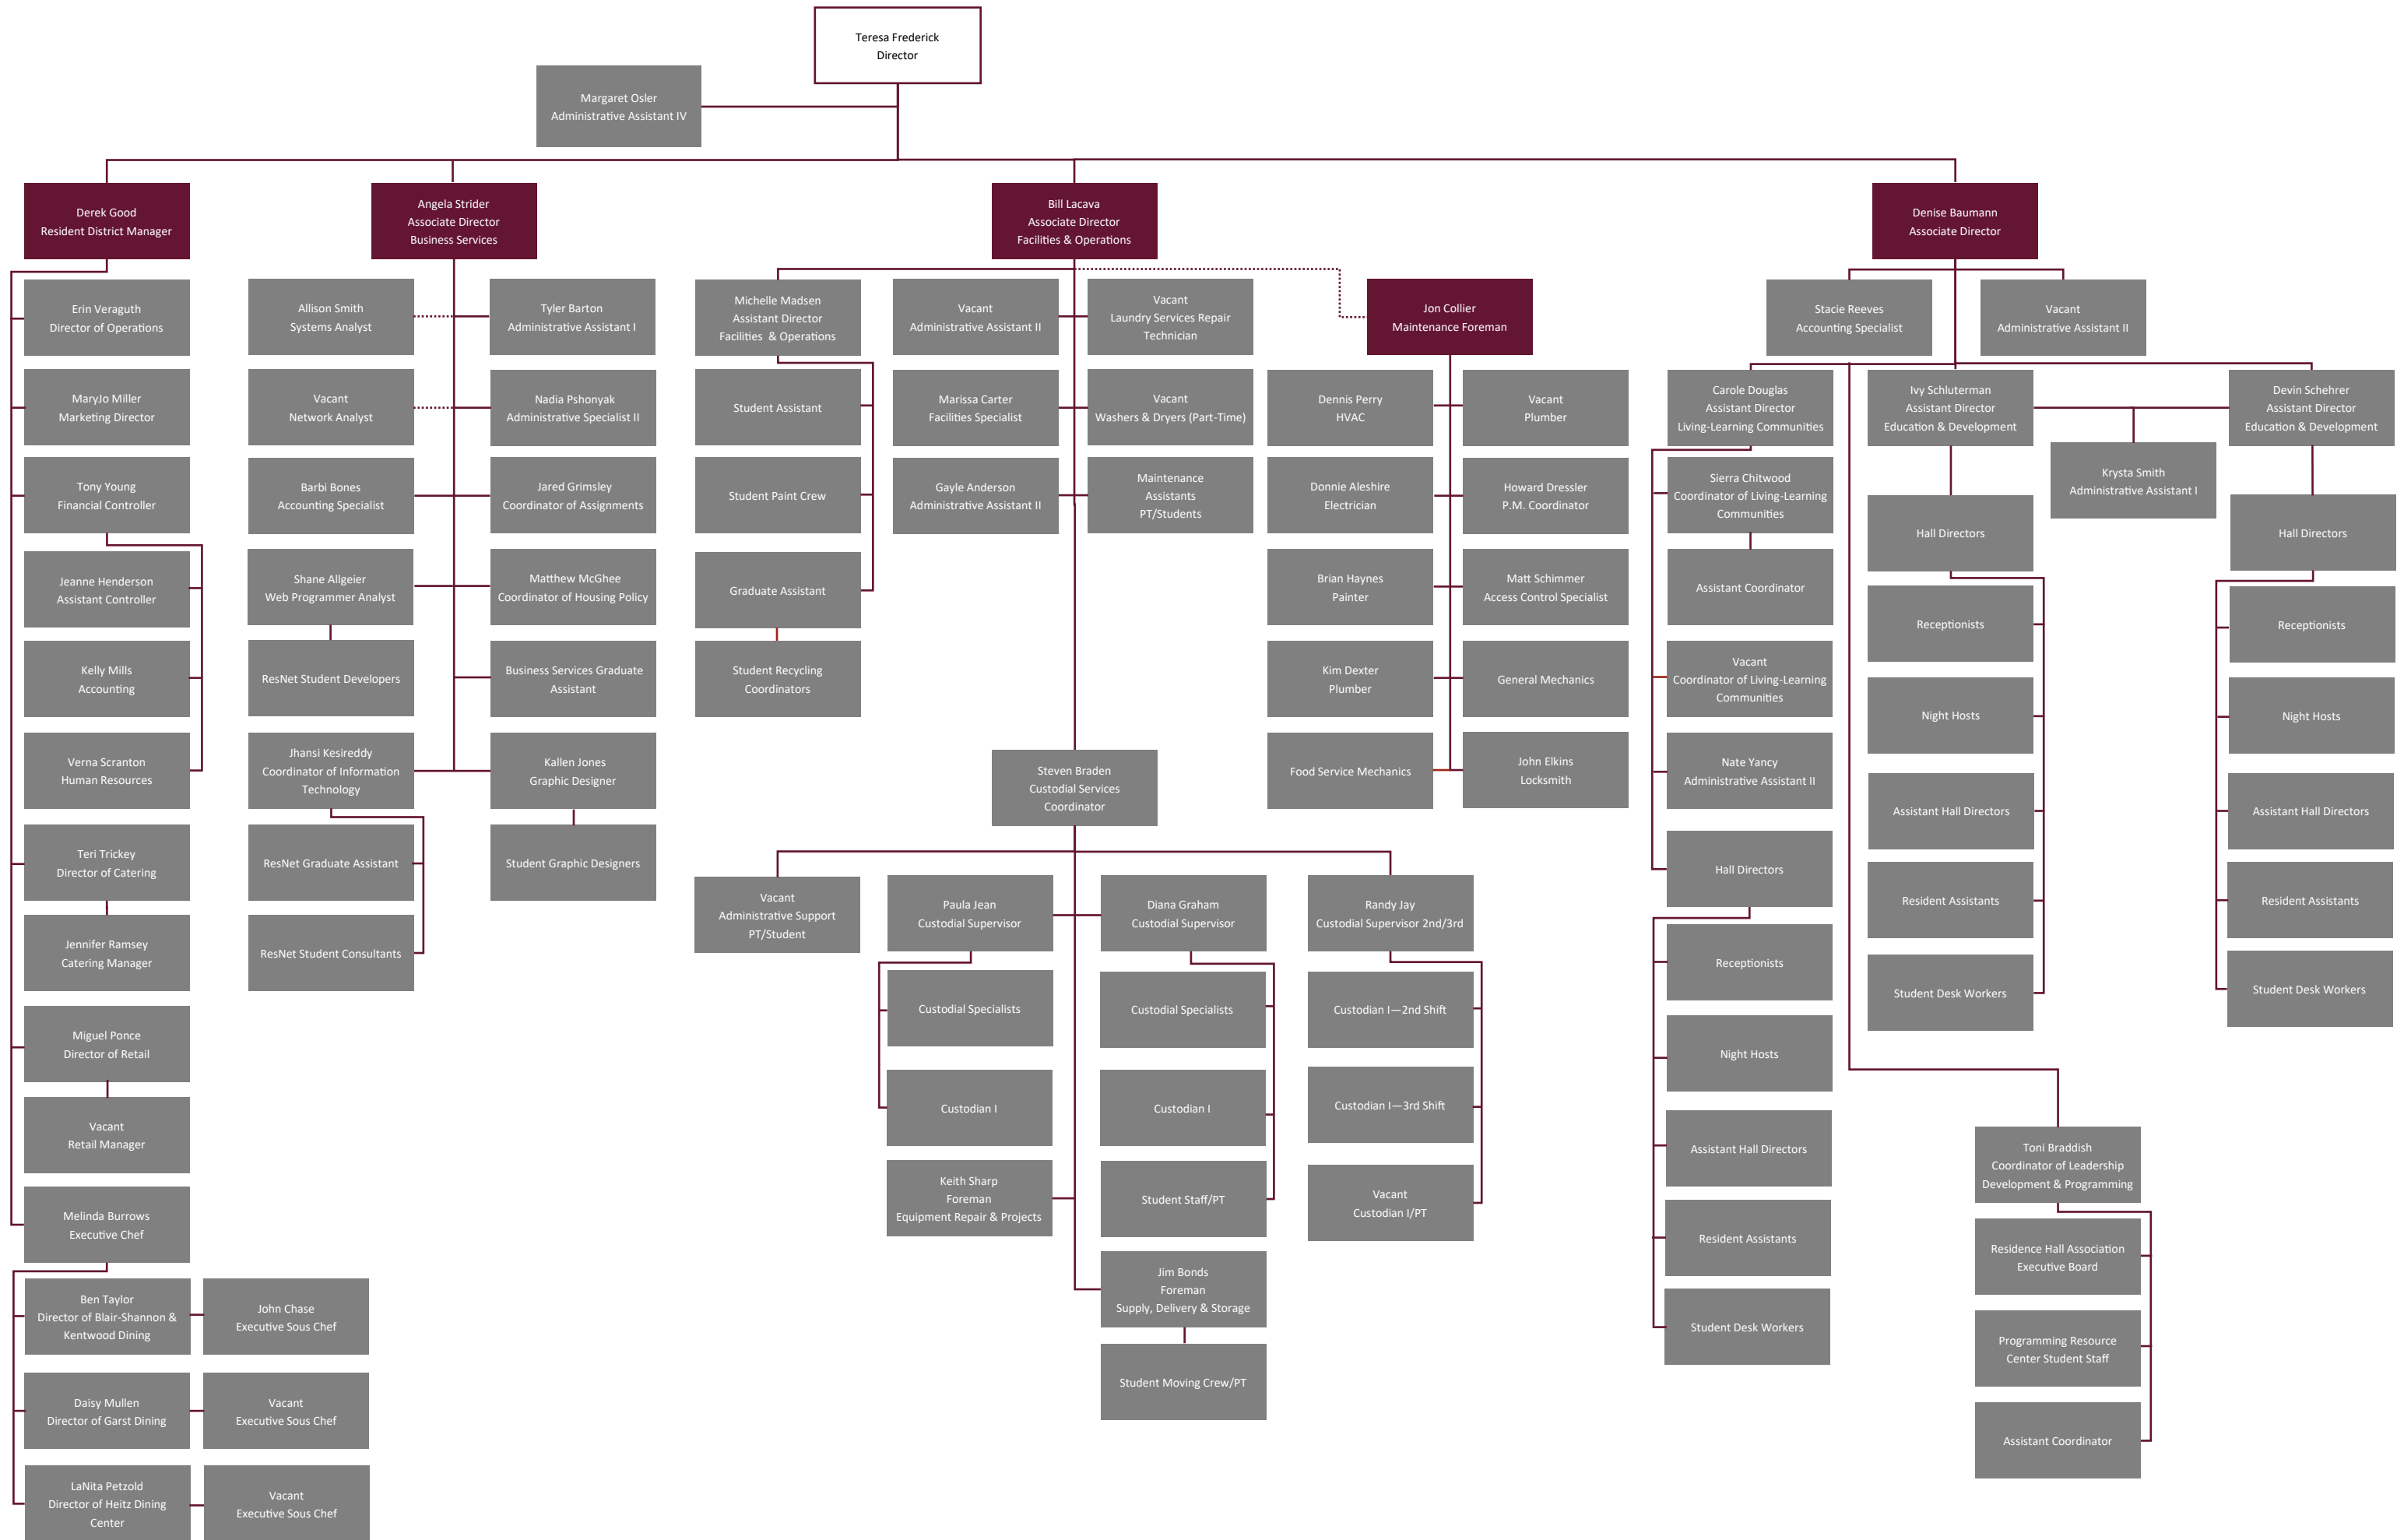 Teresa Frederick
Director
Margaret Osler
Administrative Assistant IV
Derek Good
Resident District Manager
Angela Strider
Associate Director
Business Services
Bill Lacava
Associate Director
Facilities & Operations
Denise Baumann
Associate Director
Erin Veraguth
Director of Operations
MaryJo Miller
Marketing Director
Tony Young
Financial Controller
Jeanne Henderson
Assistant Controller
Kelly Mills
Accounting
Verna Scranton
Human Resources
Teri Trickey
Director of Catering
Jennifer Ramsey
Catering Manager
Miguel Ponce
Director of Retail
Vacant
Retail Manager
Melinda Burrows
Executive Chef
Ben Taylor
Director of Blair-Shannon &
Kentwood Dining
John Chase
Executive Sous Chef
Daisy Mullen
Director of Garst Dining
Vacant
Executive Sous Chef
LaNita Petzold
Director of Heitz Dining
Center
Vacant
Executive Sous Chef
Allison Smith
Systems Analyst
Tyler Barton
Administrative Assistant I
Vacant
Network Analyst
Nadia Pshonyak
Administrative Specialist II
Barbi Bones
Accounting Specialist
Jared Grimsley
Coordinator of Assignments
Shane Allgeier
Web Programmer Analyst
Matthew McGhee
Coordinator of Housing Policy
ResNet Student Developers
Business Services Graduate
Assistant
Jhansi Kesireddy
Coordinator of Information
Technology
Kallen Jones
Graphic Designer
ResNet Graduate Assistant
Student Graphic Designers
ResNet Student Consultants
Michelle Madsen
Assistant Director
Facilities & Operations
Student Assistant
Student Paint Crew
Graduate Assistant
Student Recycling
Coordinators
Vacant
Administrative Assistant II
Vacant
Laundry Services Repair
Technician
Marissa Carter
Facilities Specialist
Vacant
Washers & Dryers (Part-Time)
Gayle Anderson
Administrative Assistant II
Maintenance
Assistants
PT/Students
Jon Collier
Maintenance Foreman
Dennis Perry
HVAC
Vacant
Plumber
Donnie Aleshire
Electrician
Howard Dressler
P.M. Coordinator
Brian Haynes
Painter
Matt Schimmer
Access Control Specialist
Kim Dexter
Plumber
General Mechanics
Food Service Mechanics
John Elkins
Locksmith
Steven Braden
Custodial Services
Coordinator
Vacant
Administrative Support
PT/Student
Paula Jean
Custodial Supervisor
Diana Graham
Custodial Supervisor
Randy Jay
Custodial Supervisor 2nd/3rd
Custodial Specialists
Custodial Specialists
Custodian I—2nd Shift
Custodian I
Custodian I
Custodian I—3rd Shift
Keith Sharp
Foreman
Equipment Repair & Projects
Student Staff/PT
Vacant
Custodian I/PT
Jim Bonds
Foreman
Supply, Delivery & Storage
Student Moving Crew/PT
Stacie Reeves
Accounting Specialist
Vacant
Administrative Assistant II
Carole Douglas
Assistant Director
Living-Learning Communities
Ivy Schluterman
Assistant Director
Education & Development
Devin Schehrer
Assistant Director
Education & Development
Krysta Smith
Administrative Assistant I
Sierra Chitwood
Coordinator of Living-Learning
Communities
Assistant Coordinator
Vacant
Coordinator of Living-Learning
Communities
Nate Yancy
Administrative Assistant II
Hall Directors
Receptionists
Night Hosts
Assistant Hall Directors
Resident Assistants
Student Desk Workers
Hall Directors
Receptionists
Night Hosts
Assistant Hall Directors
Resident Assistants
Student Desk Workers
Hall Directors
Receptionists
Night Hosts
Assistant Hall Directors
Resident Assistants
Student Desk Workers
Toni Braddish
Coordinator of Leadership
Development & Programming
Residence Hall Association
Executive Board
Programming Resource
Center Student Staff
Assistant Coordinator